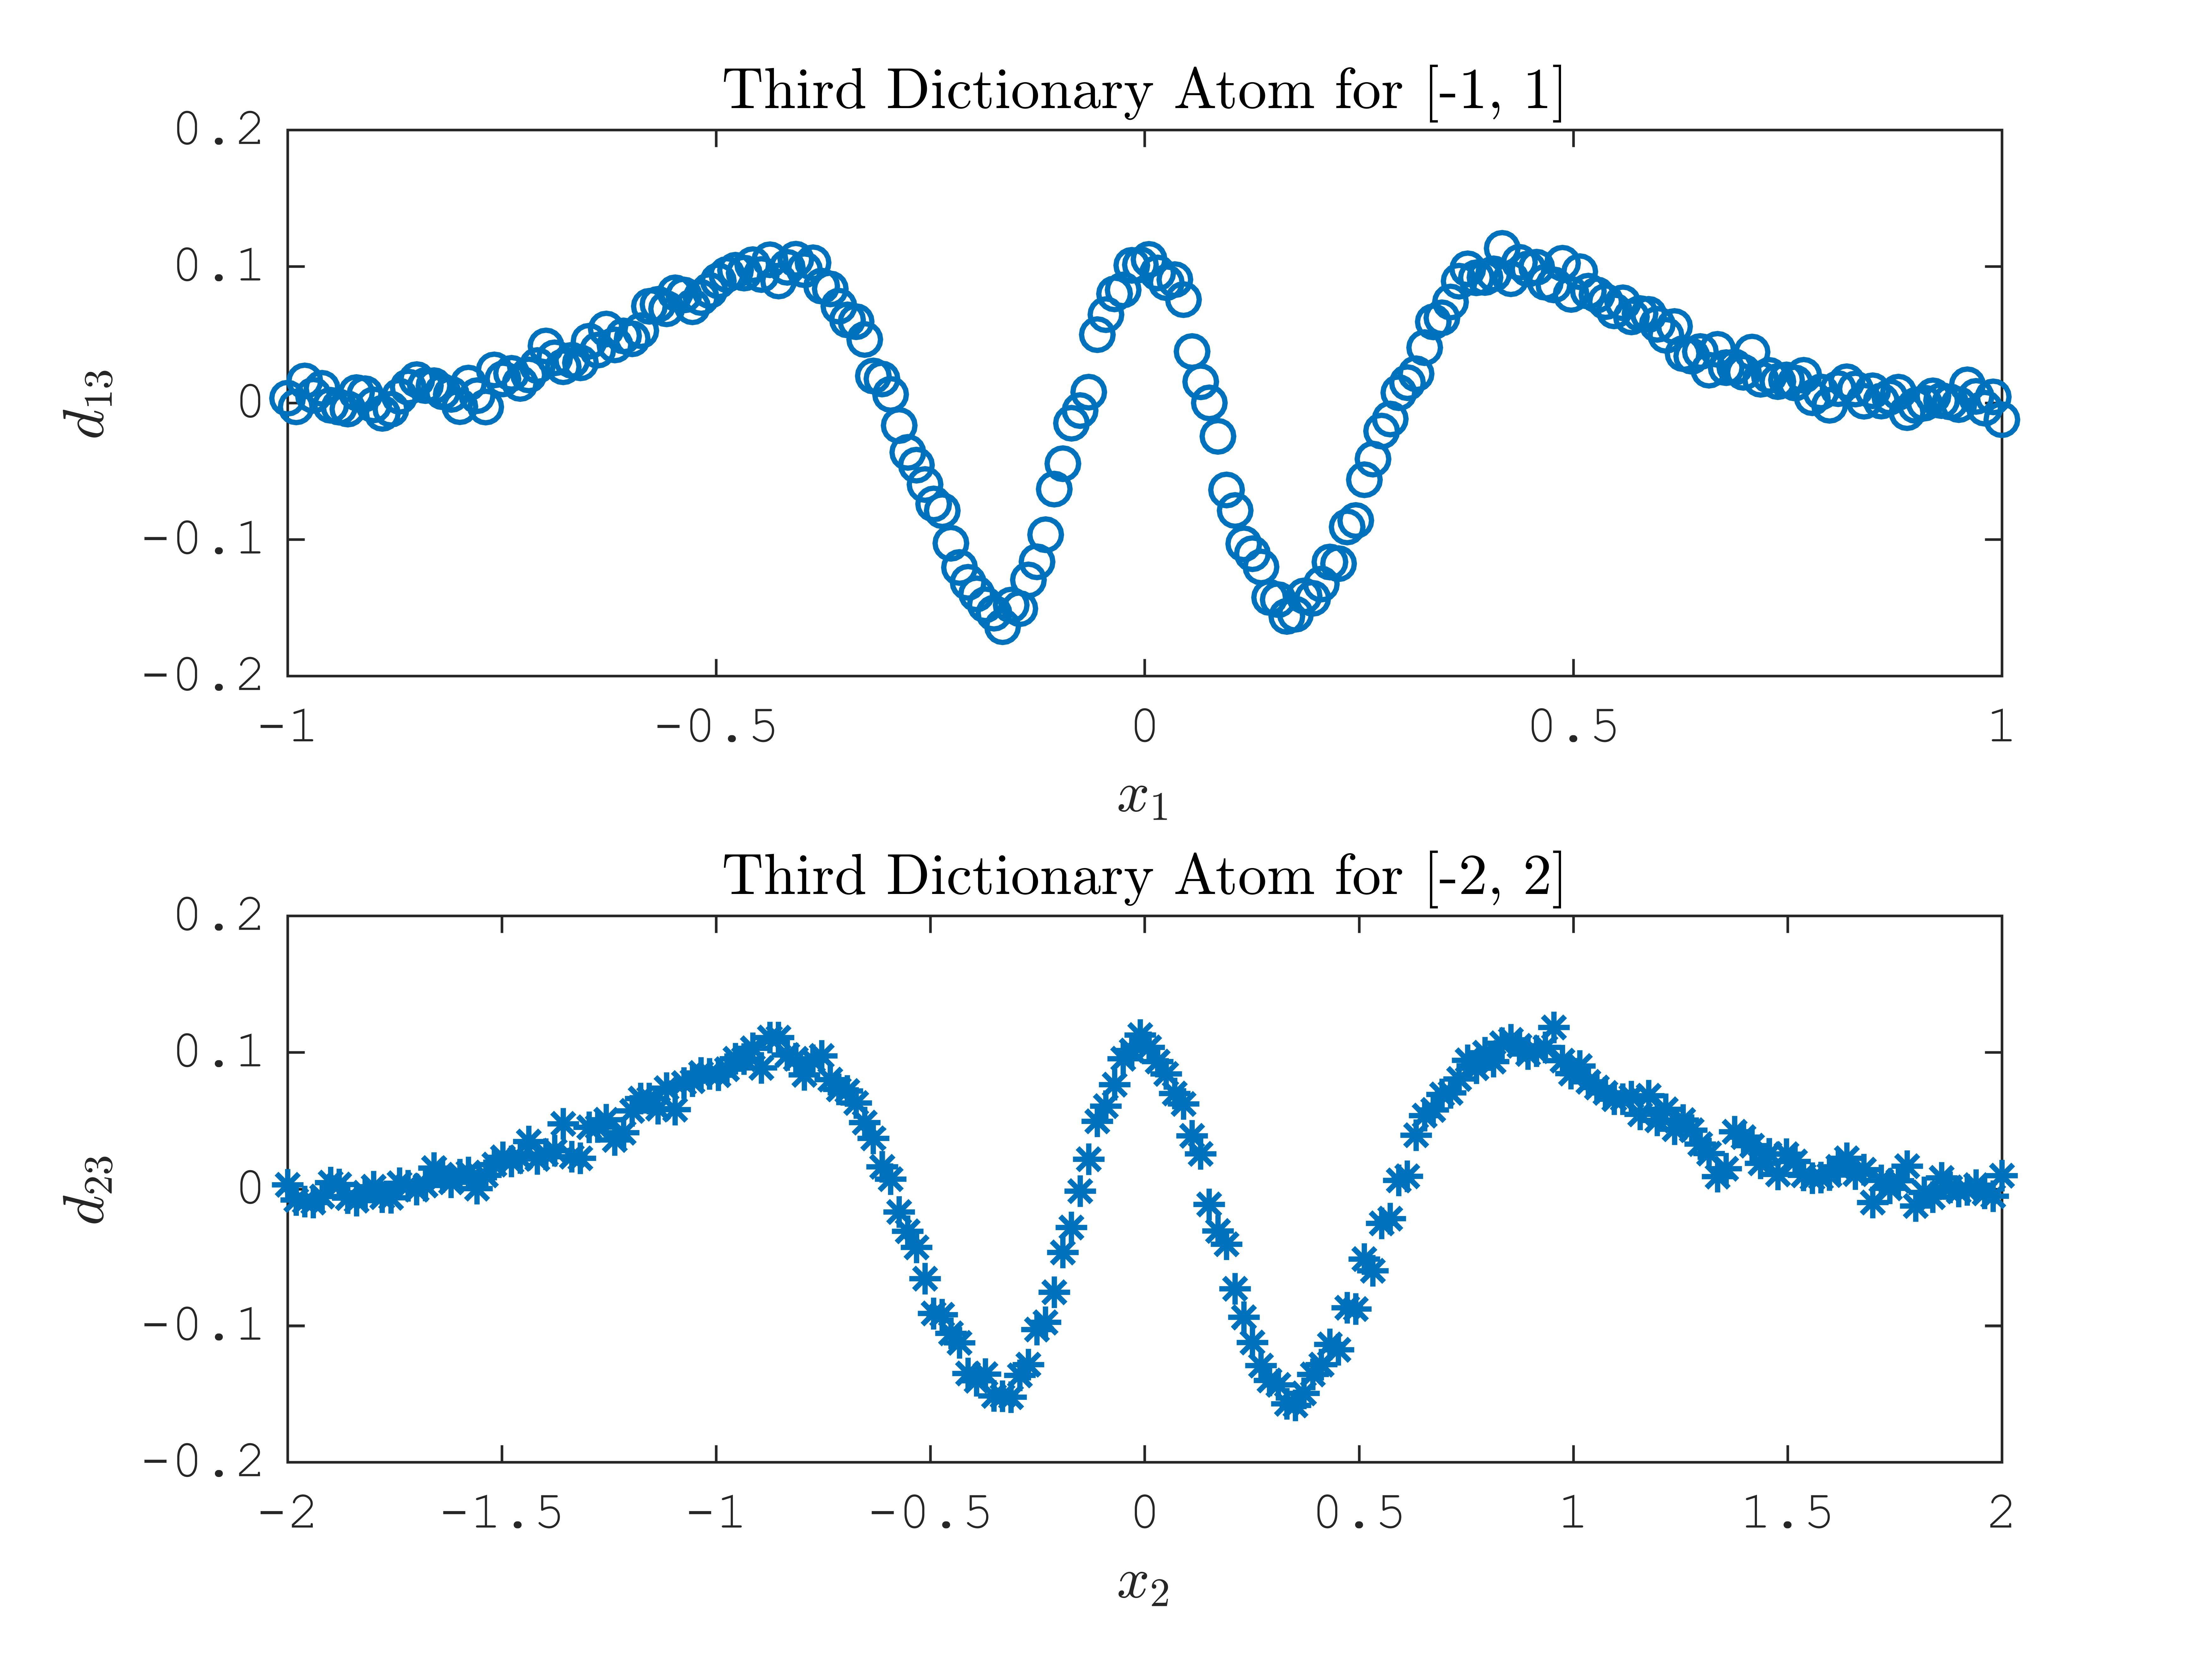 Third Dictionary Atom for [-1, 1]
0.2
0.1
0
-0.1
-0.2
d13
-1 -0.5 0 0.5 1
x1
Third Dictionary Atom for [-2, 2]
0.2
0.1
0
-0.1
-0.2
d23
-2 -1.5 -1 -0.5 0 0.5 1 1.5 2
x2